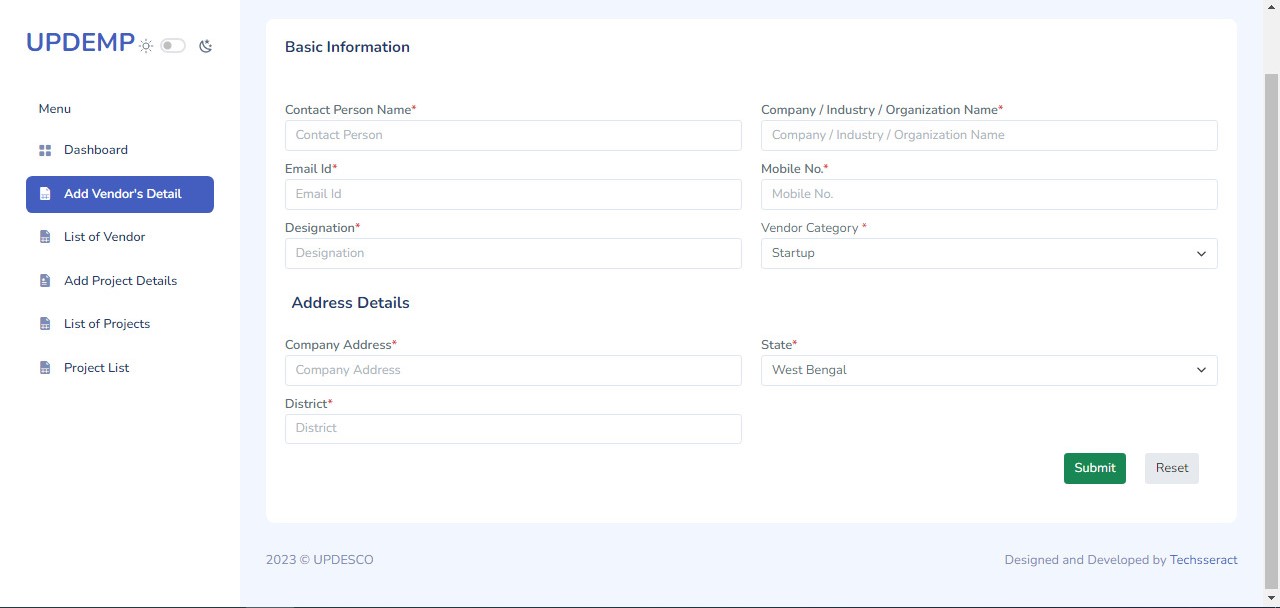 UPDEMP
Menu
Dashboard
Add Vendor's Detail
List of Vendor
Add Project Details
List of Projects
Project List
Basic Information
Contact Person Name*
Contact Person
Company / Industry / Organization Name*
Company / Industry / Organization Name
Email Id*
Email Id
Mobile No.*
Mobile No.
Designation*
Designation
Vendor Category *
Startup
Address Details
Company Address*
Company Address
State*
West Bengal
District*
District
Submit
Reset
2023 © UPDESCO
Designed and Developed by Techsseract